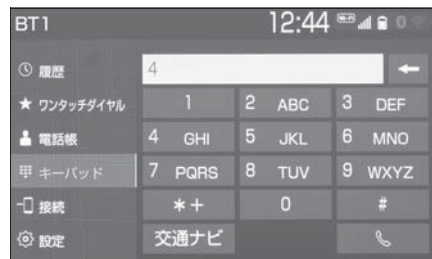 BT1 12:44 Wi-Fi
履歴
4
ワンタッチダイヤル
1
2 ABC
3 DEF
電話帳
4 GHI
5 JKL
6 MNO
キーパッド
7 PQRS
8 TUV
9 WXYZ
接続
*+
0
#
設定
交通ナビ